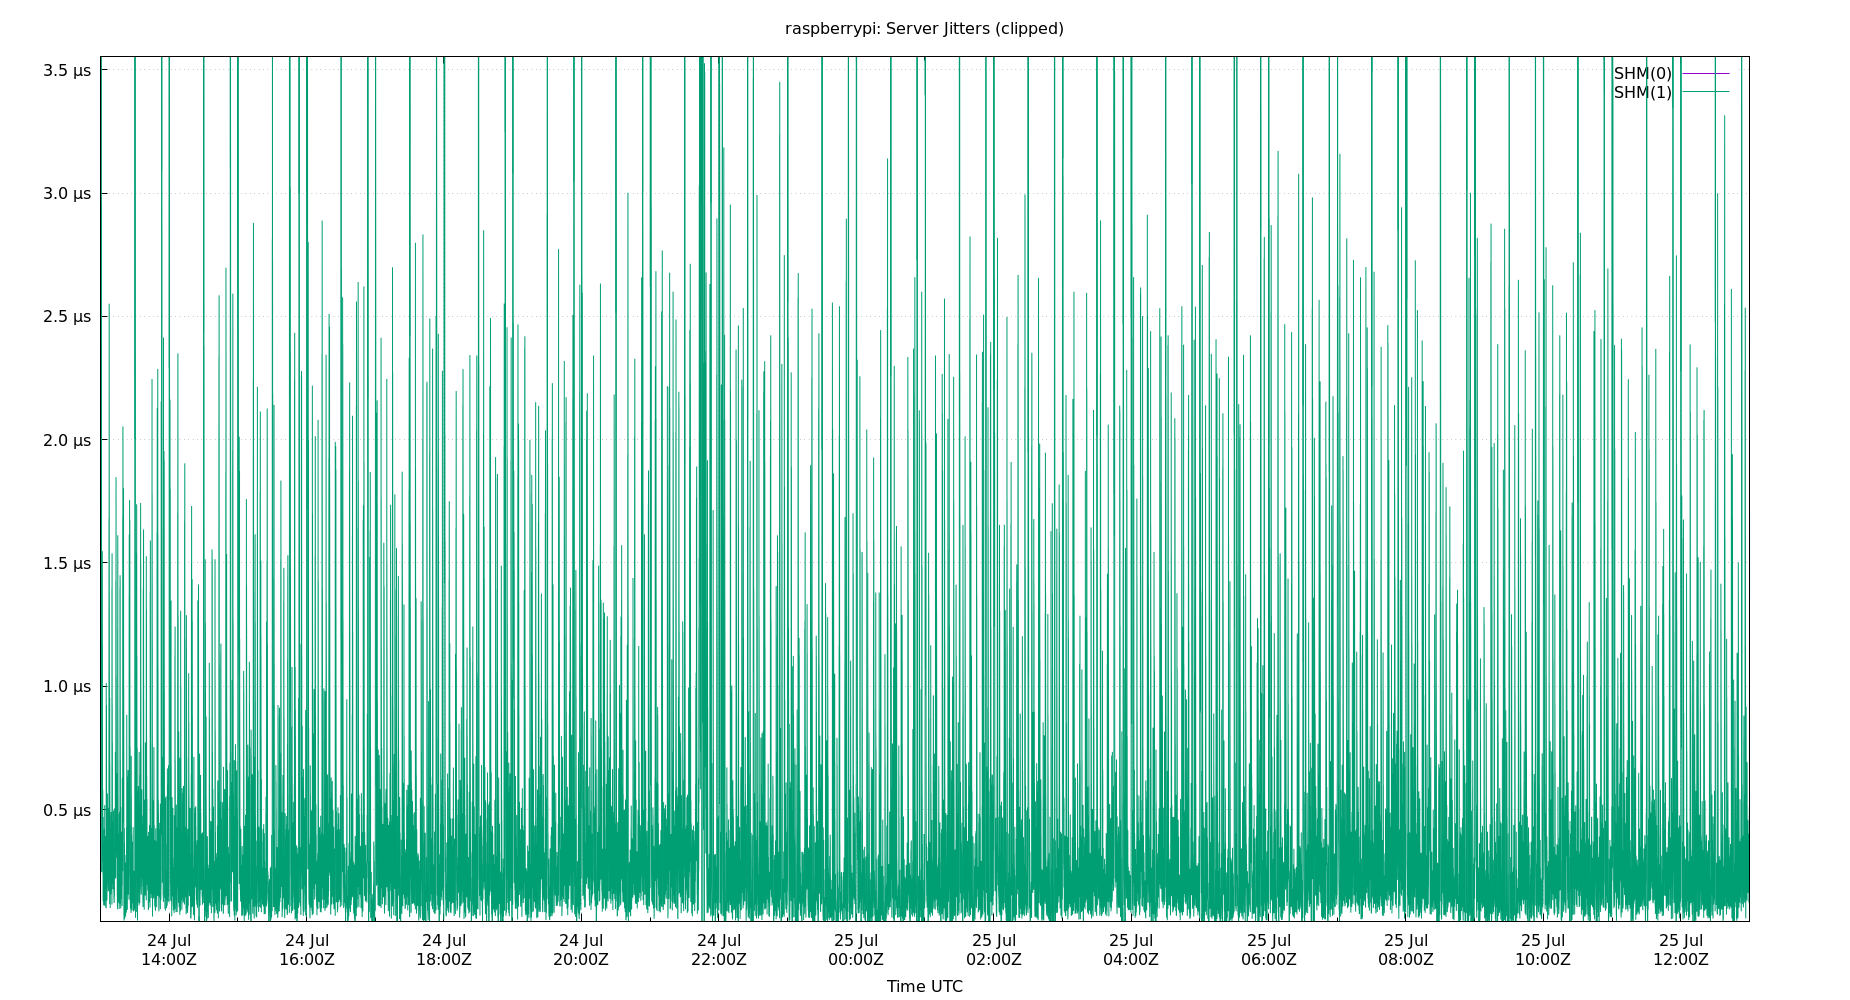 raspberrypi: Server Jitters (clipped)
3.5 µs
3.0 µs
2.5 µs
2.0 µs
1.5 µs
1.0 µs
0.5 µs
SHM(0)
SHM(1)
24 Jul 24 Jul 24 Jul 24 Jul 24 Jul 25 Jul 25 Jul 25 Jul 25 Jul 25 Jul 25 Jul 25 Jul
14:00Z 16:00Z 18:00Z 20:00Z 22:00Z 00:00Z 02:00Z 04:00Z 06:00Z 08:00Z 10:00Z 12:00Z
Time UTC